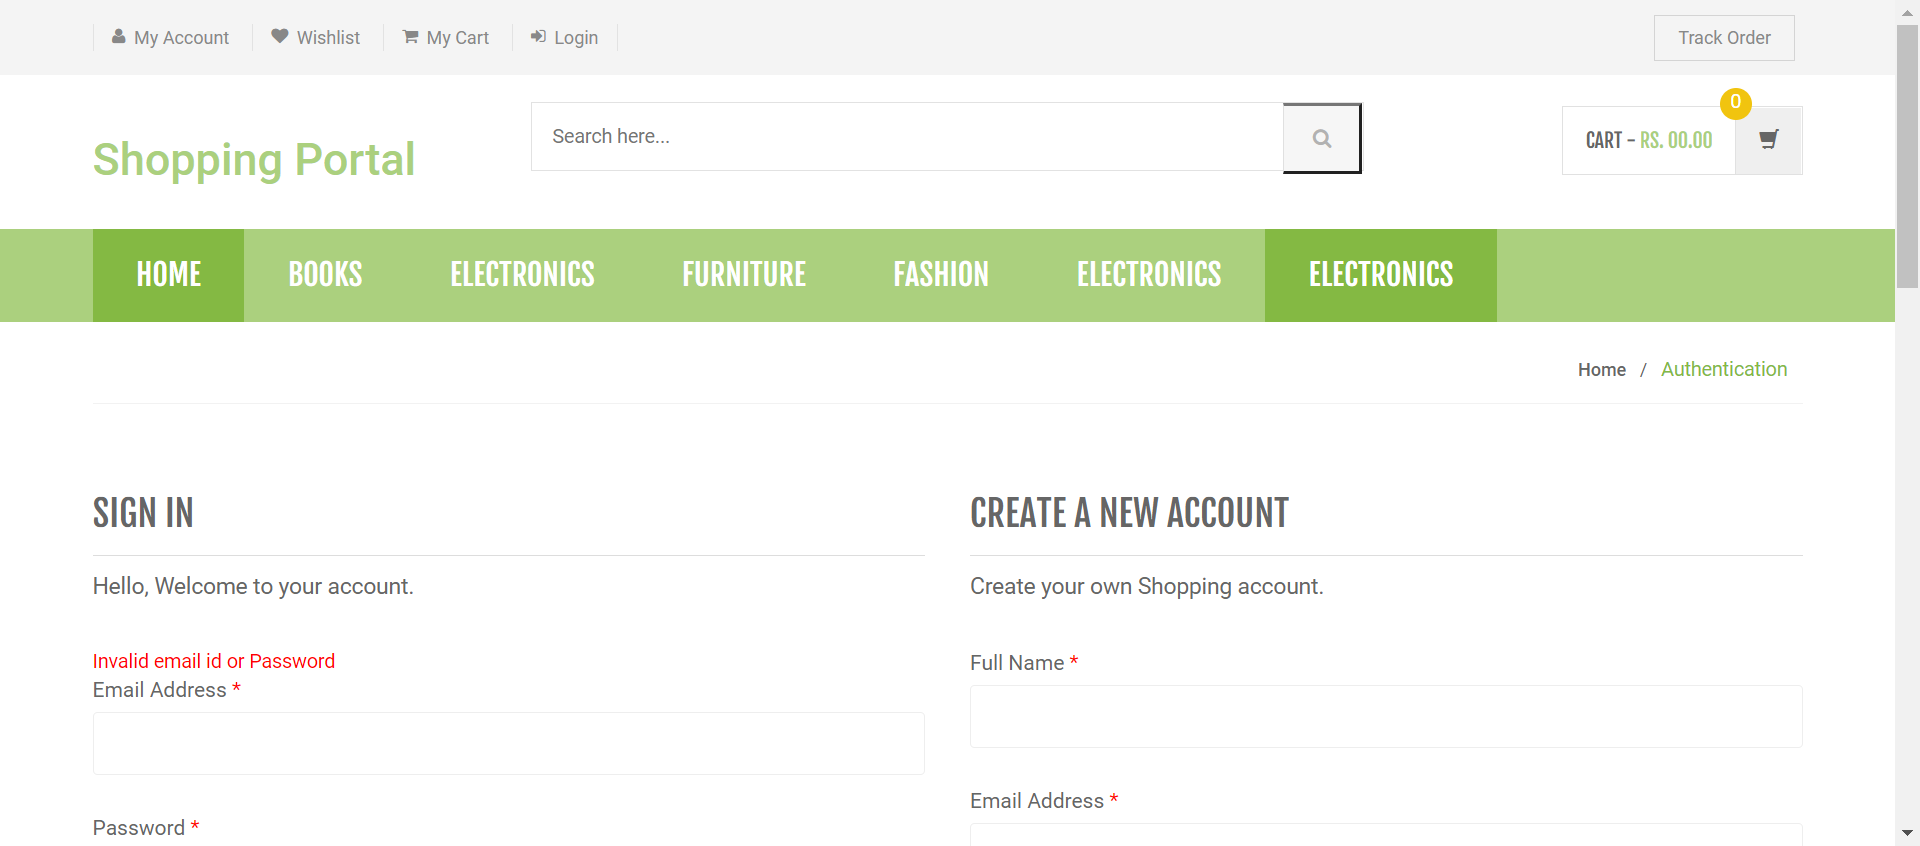 My Account
Wishlist
My Cart
Login
Track Order
Shopping Portal
Search here...
CART - RS. 00.00
0
HOME
BOOKS
ELECTRONICS
FURNITURE
FASHION
ELECTRONICS
ELECTRONICS
Home / Authentication
SIGN IN
Hello, Welcome to your account.
Invalid email id or Password
Email Address *
Password *
CREATE A NEW ACCOUNT
Create your own Shopping account.
Full Name *
Email Address *